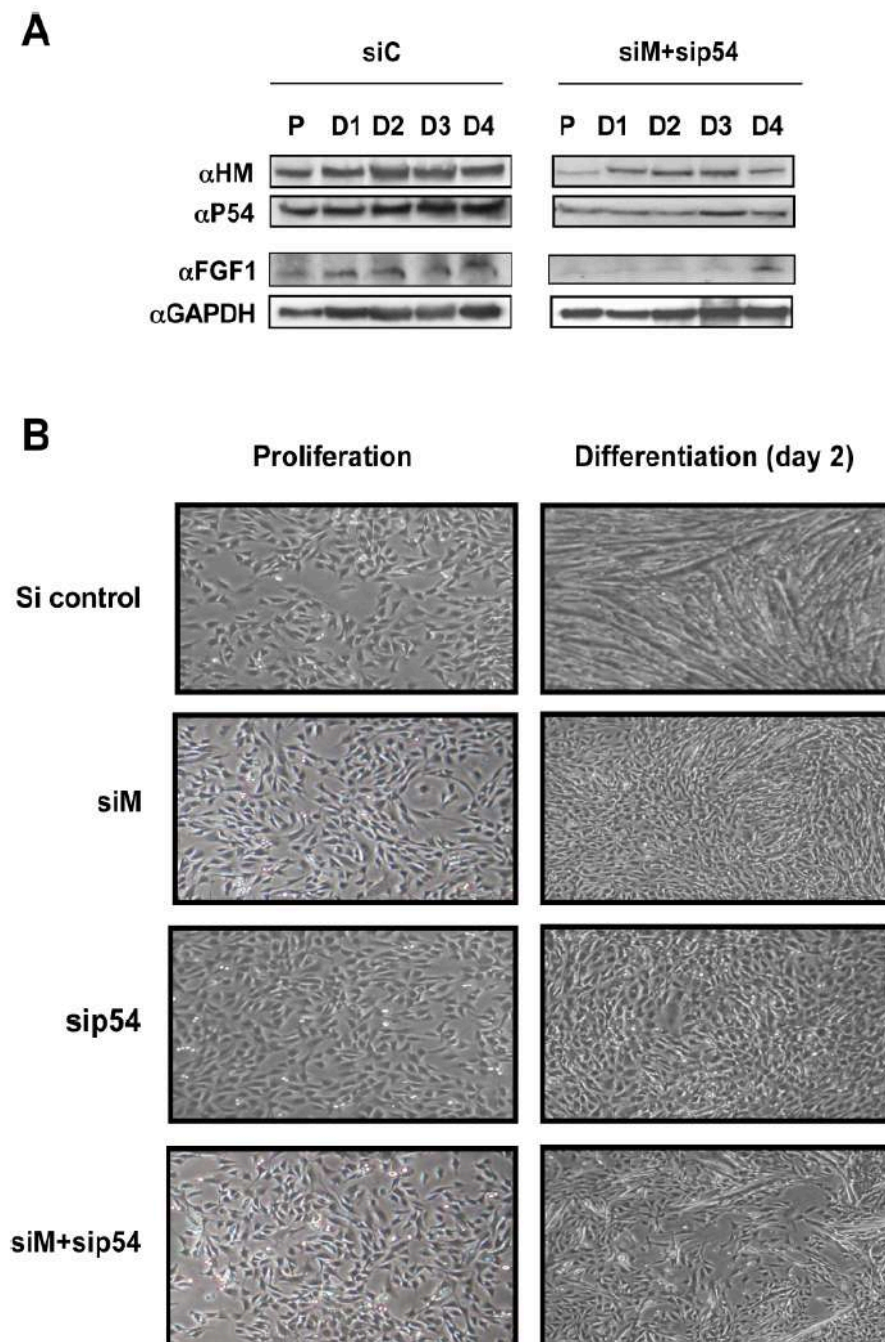 A
siC siM+sip54
P D1 D2 D3 D4 P D1 D2 D3 D4
αHM
αP54
αFGF1
αGAPDH
B
Proliferation Differentiation (day 2)
Si control
siM
sip54
siM+sip54